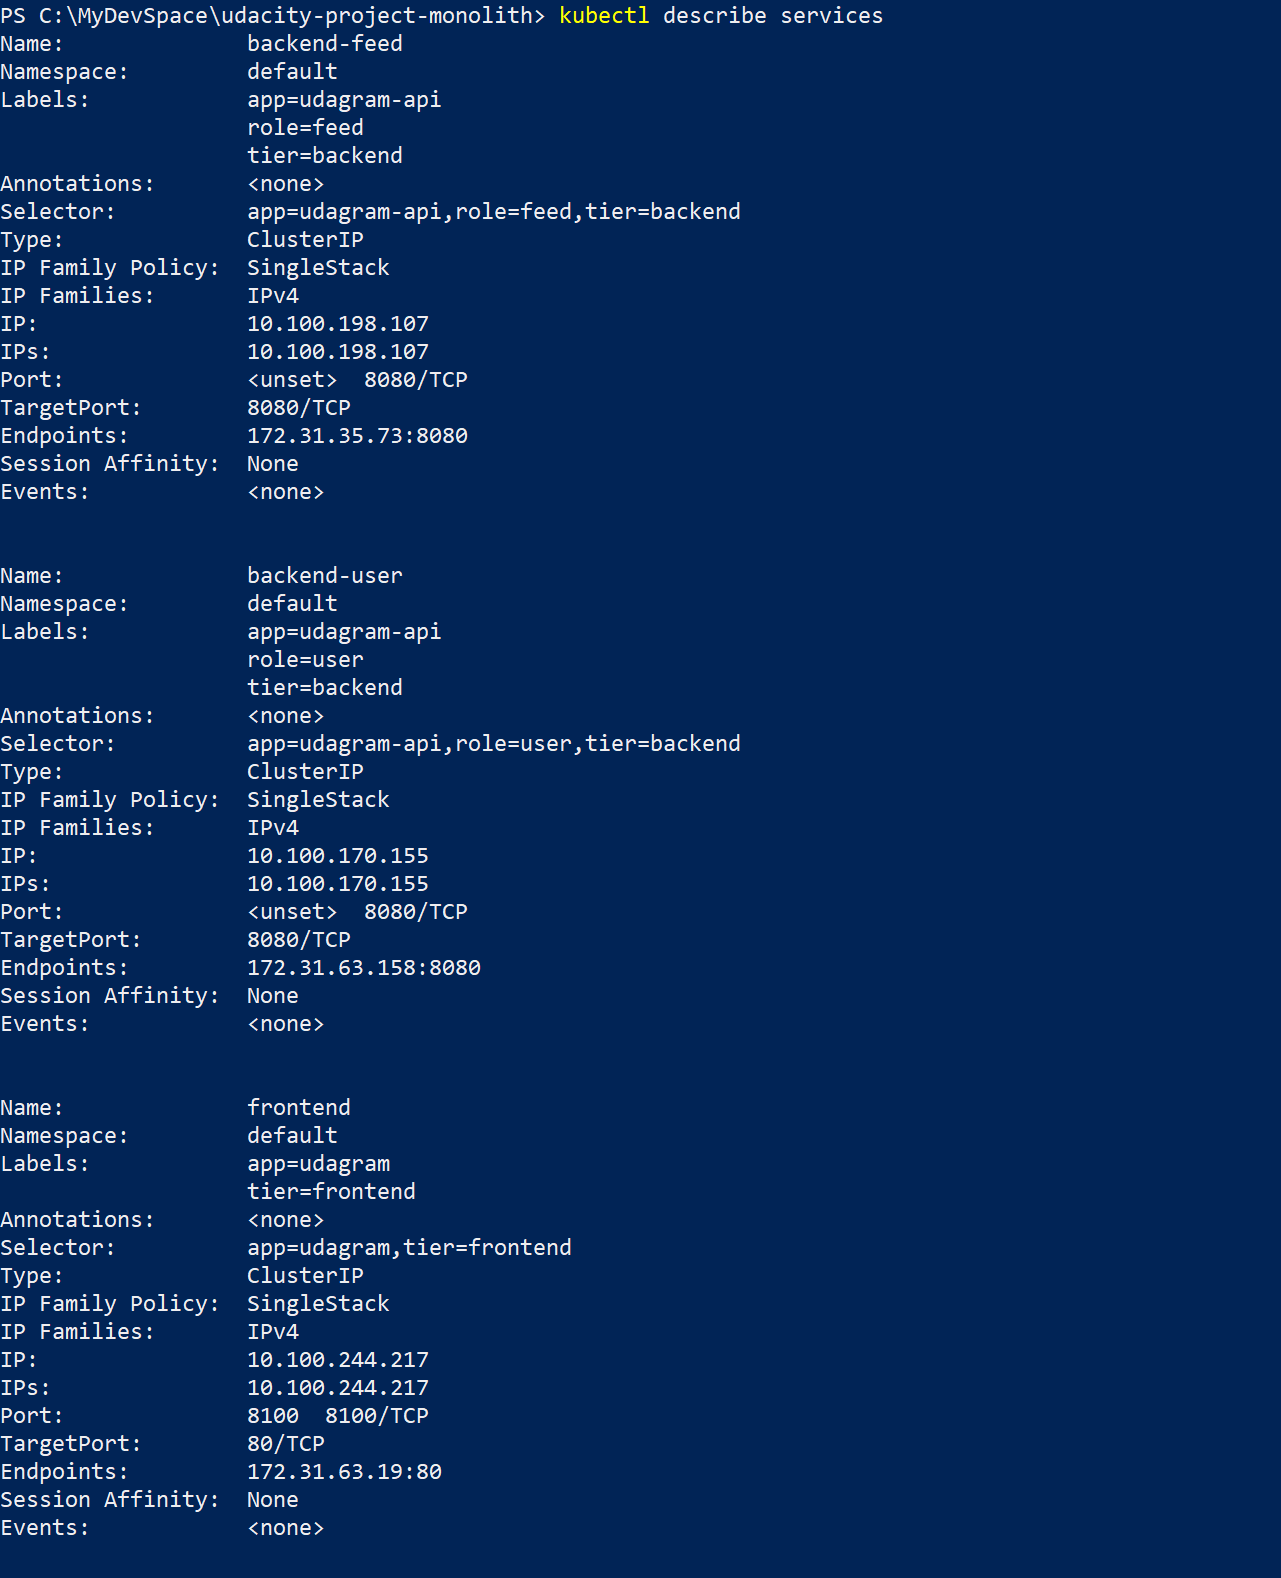 PS C:\MyDevSpace\udacity-project-monolith> kubectl describe services
Name:              backend-feed
Namespace:         default
Labels:            app=udagram-api
                   role=feed
                   tier=backend
Annotations:       <none>
Selector:          app=udagram-api,role=feed,tier=backend
Type:              ClusterIP
IP Family Policy:  SingleStack
IP Families:       IPv4
IP:                10.100.198.107
IPs:               10.100.198.107
Port:              <unset>  8080/TCP
TargetPort:        8080/TCP
Endpoints:         172.31.35.73:8080
Session Affinity:  None
Events:            <none>

Name:              backend-user
Namespace:         default
Labels:            app=udagram-api
                   role=user
                   tier=backend
Annotations:       <none>
Selector:          app=udagram-api,role=user,tier=backend
Type:              ClusterIP
IP Family Policy:  SingleStack
IP Families:       IPv4
IP:                10.100.170.155
IPs:               10.100.170.155
Port:              <unset>  8080/TCP
TargetPort:        8080/TCP
Endpoints:         172.31.63.158:8080
Session Affinity:  None
Events:            <none>

Name:              frontend
Namespace:         default
Labels:            app=udagram
                   tier=frontend
Annotations:       <none>
Selector:          app=udagram,tier=frontend
Type:              ClusterIP
IP Family Policy:  SingleStack
IP Families:       IPv4
IP:                10.100.244.217
IPs:               10.100.244.217
Port:              8100  8100/TCP
TargetPort:        80/TCP
Endpoints:         172.31.63.19:80
Session Affinity:  None
Events:            <none>